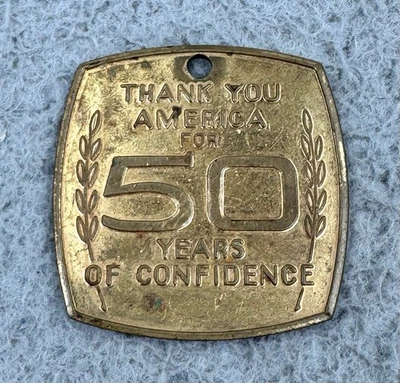 THANK YOU
AMERICA
FOR
50
YEARS
OF CONFIDENCE